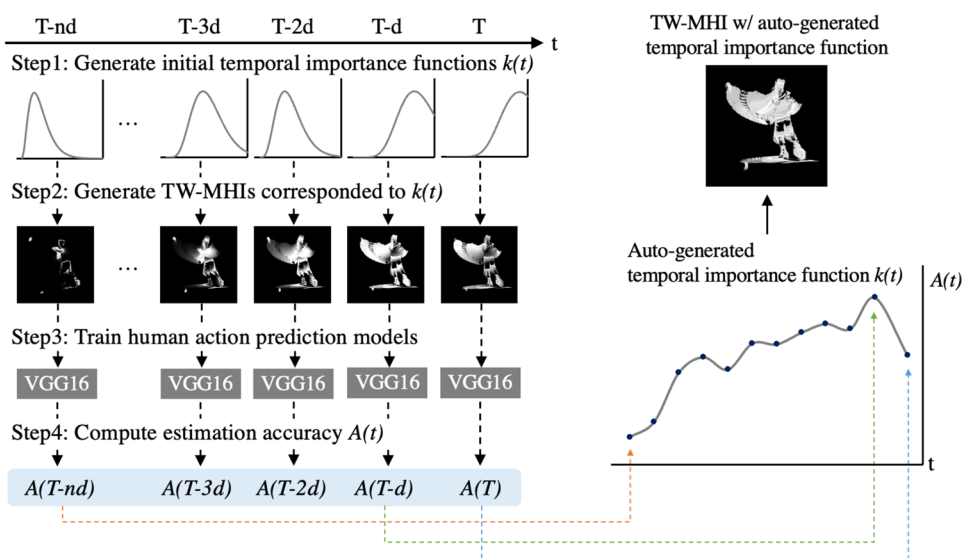 T-nd T-3d T-2d T-d T
t
Step1: Generate initial temporal importance functions k(t)
...
Step2: Generate TW-MHIs corresponded to k(t)
...
Step3: Train human action prediction models
VGG16 VGG16 VGG16 VGG16 VGG16
Step4: Compute estimation accuracy A(t)
A(T-nd) A(T-3d) A(T-2d) A(T-d) A(T)
TW-MHI w/ auto-generated
temporal importance function
Auto-generated
temporal importance function k(t)
A(t)
t